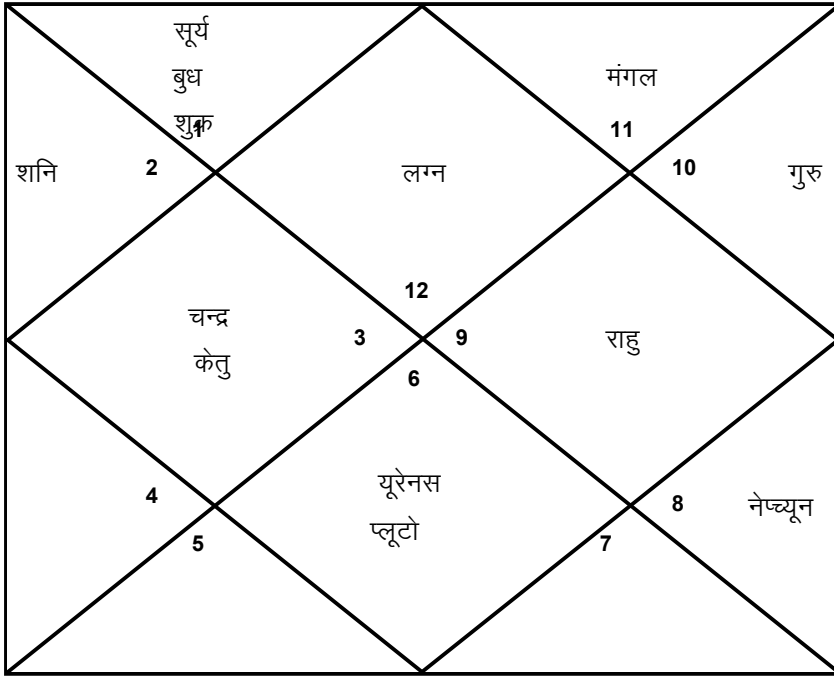 सूर्य
बुध
शुक्र
1
मंगल
11
शनि
2
लग्न
10
गुरु
12
चन्द्र
केतु
3
9
राहु
6
4
5
यूरेनस
प्लूटो
8
नेप्च्यून
7